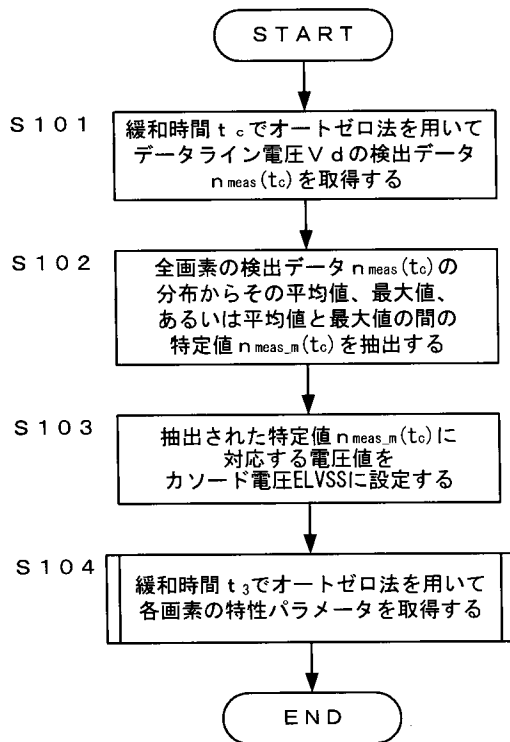 START
S101
緩和時間tcでオートゼロ法を用いて
データライン電圧Vdの検出データ
nmeas(tc)を取得する
S102
全画素の検出データnmeas(tc)の
分布からその平均値、最大値、
あるいは平均値と最大値の間の
特定値nmeas_m(tc)を抽出する
S103
抽出された特定値nmeas_m(tc)に
対応する電圧値を
カソード電圧ELVSSに設定する
S104
緩和時間t3でオートゼロ法を用いて
各画素の特性パラメータを取得する
END